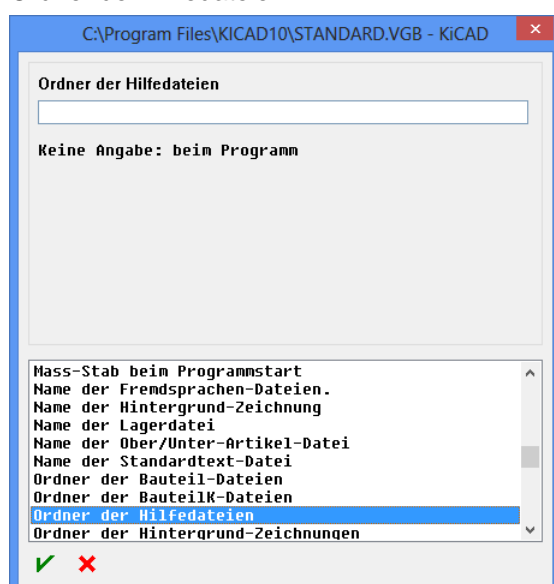 C:\Program Files\KICAD10\STANDARD.VGB - KiCAD
Ordner der Hilfedateien
Keine Angabe: beim Programm
Mass-Stab beim Programmstart
Name der Fremdsprachen-Dateien.
Name der Hintergrund-Zeichnung
Name der Lagerdatei
Name der Ober/Unter-Artikel-Datei
Name der Standardtext-Datei
Ordner der Bauteil-Dateien
Ordner der BauteilK-Dateien
Ordner der Hilfedateien
Ordner der Hintergrund-Zeichnungen